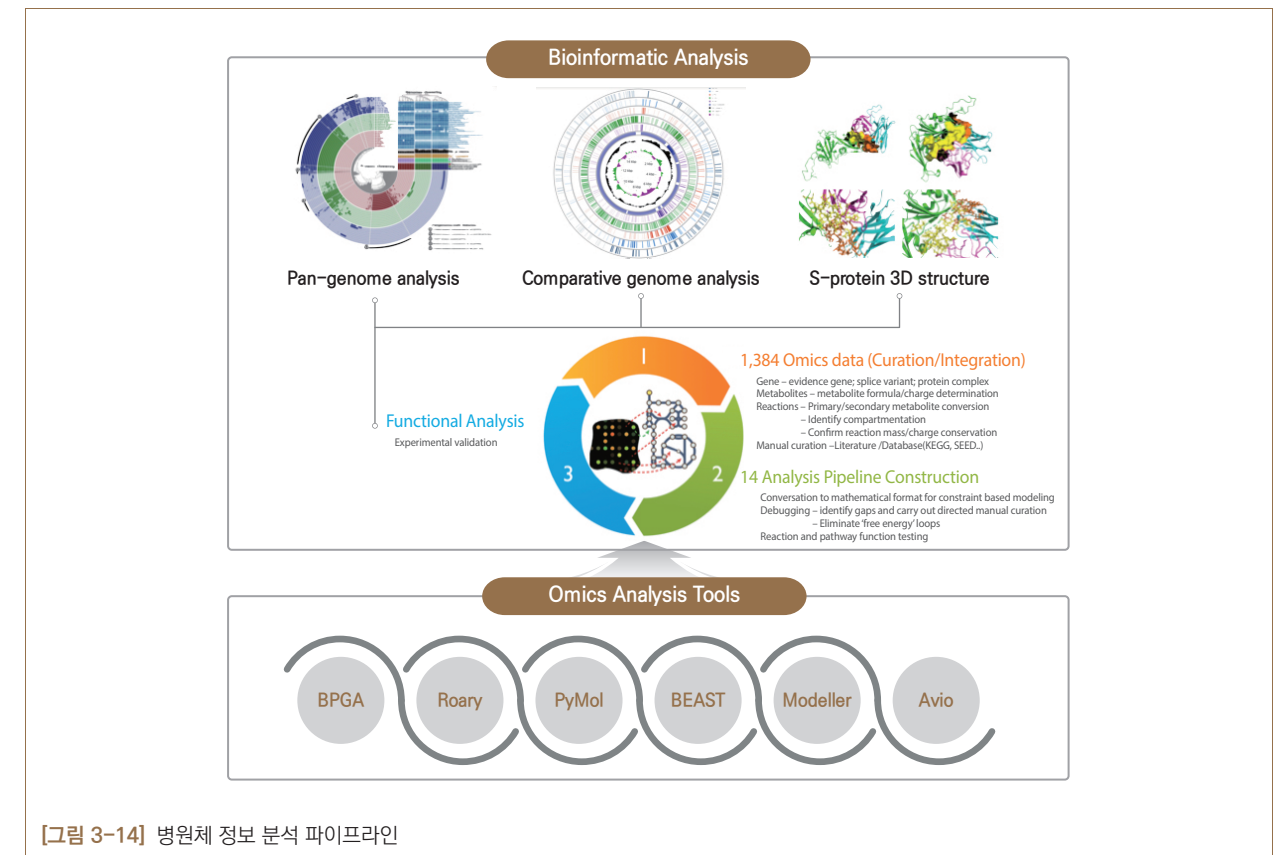 Bioinformatic Analysis
Pan-genome analysis
Comparative genome analysis
S-protein 3D structure
1
2
3
1,384 Omics data (Curation/Integration)
Gene – evidence gene; splice variant; protein complex
Metabolites – metabolite formula/charge determination
Reactions – Primary/secondary metabolite conversion
– Identify compartmentation
– Confirm reaction mass/charge conservation
Manual curation –Literature /Database(KEGG, SEED..)
Functional Analysis
Experimental validation
14 Analysis Pipeline Construction
Conversation to mathematical format for constraint based modeling
Debugging – identify gaps and carry out directed manual curation
– Eliminate ‘free energy’ loops
Reaction and pathway function testing
Omics Analysis Tools
BPGA
Roary
PyMol
BEAST
Modeller
Avio
[그림 3-14] 병원체 정보 분석 파이프라인